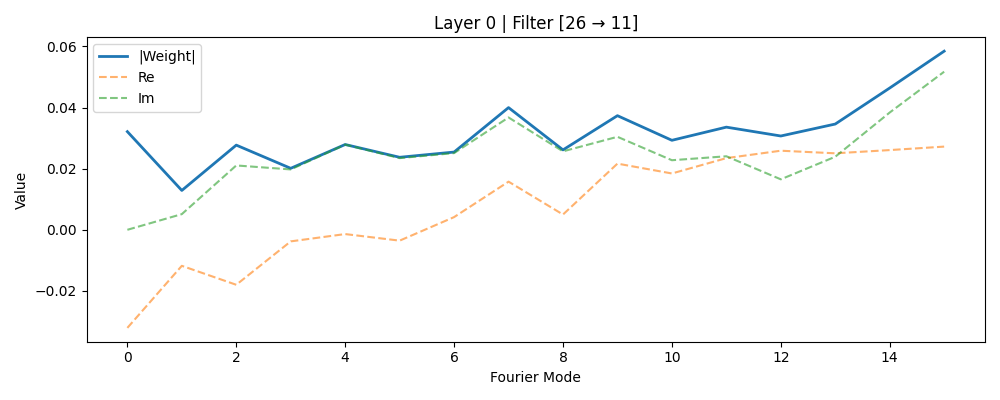 Layer 0 | Filter [26 → 11]
|Weight|
Re
Im
Value
0.06
0.04
0.02
0.00
−0.02
0 2 4 6 8 10 12 14
Fourier Mode